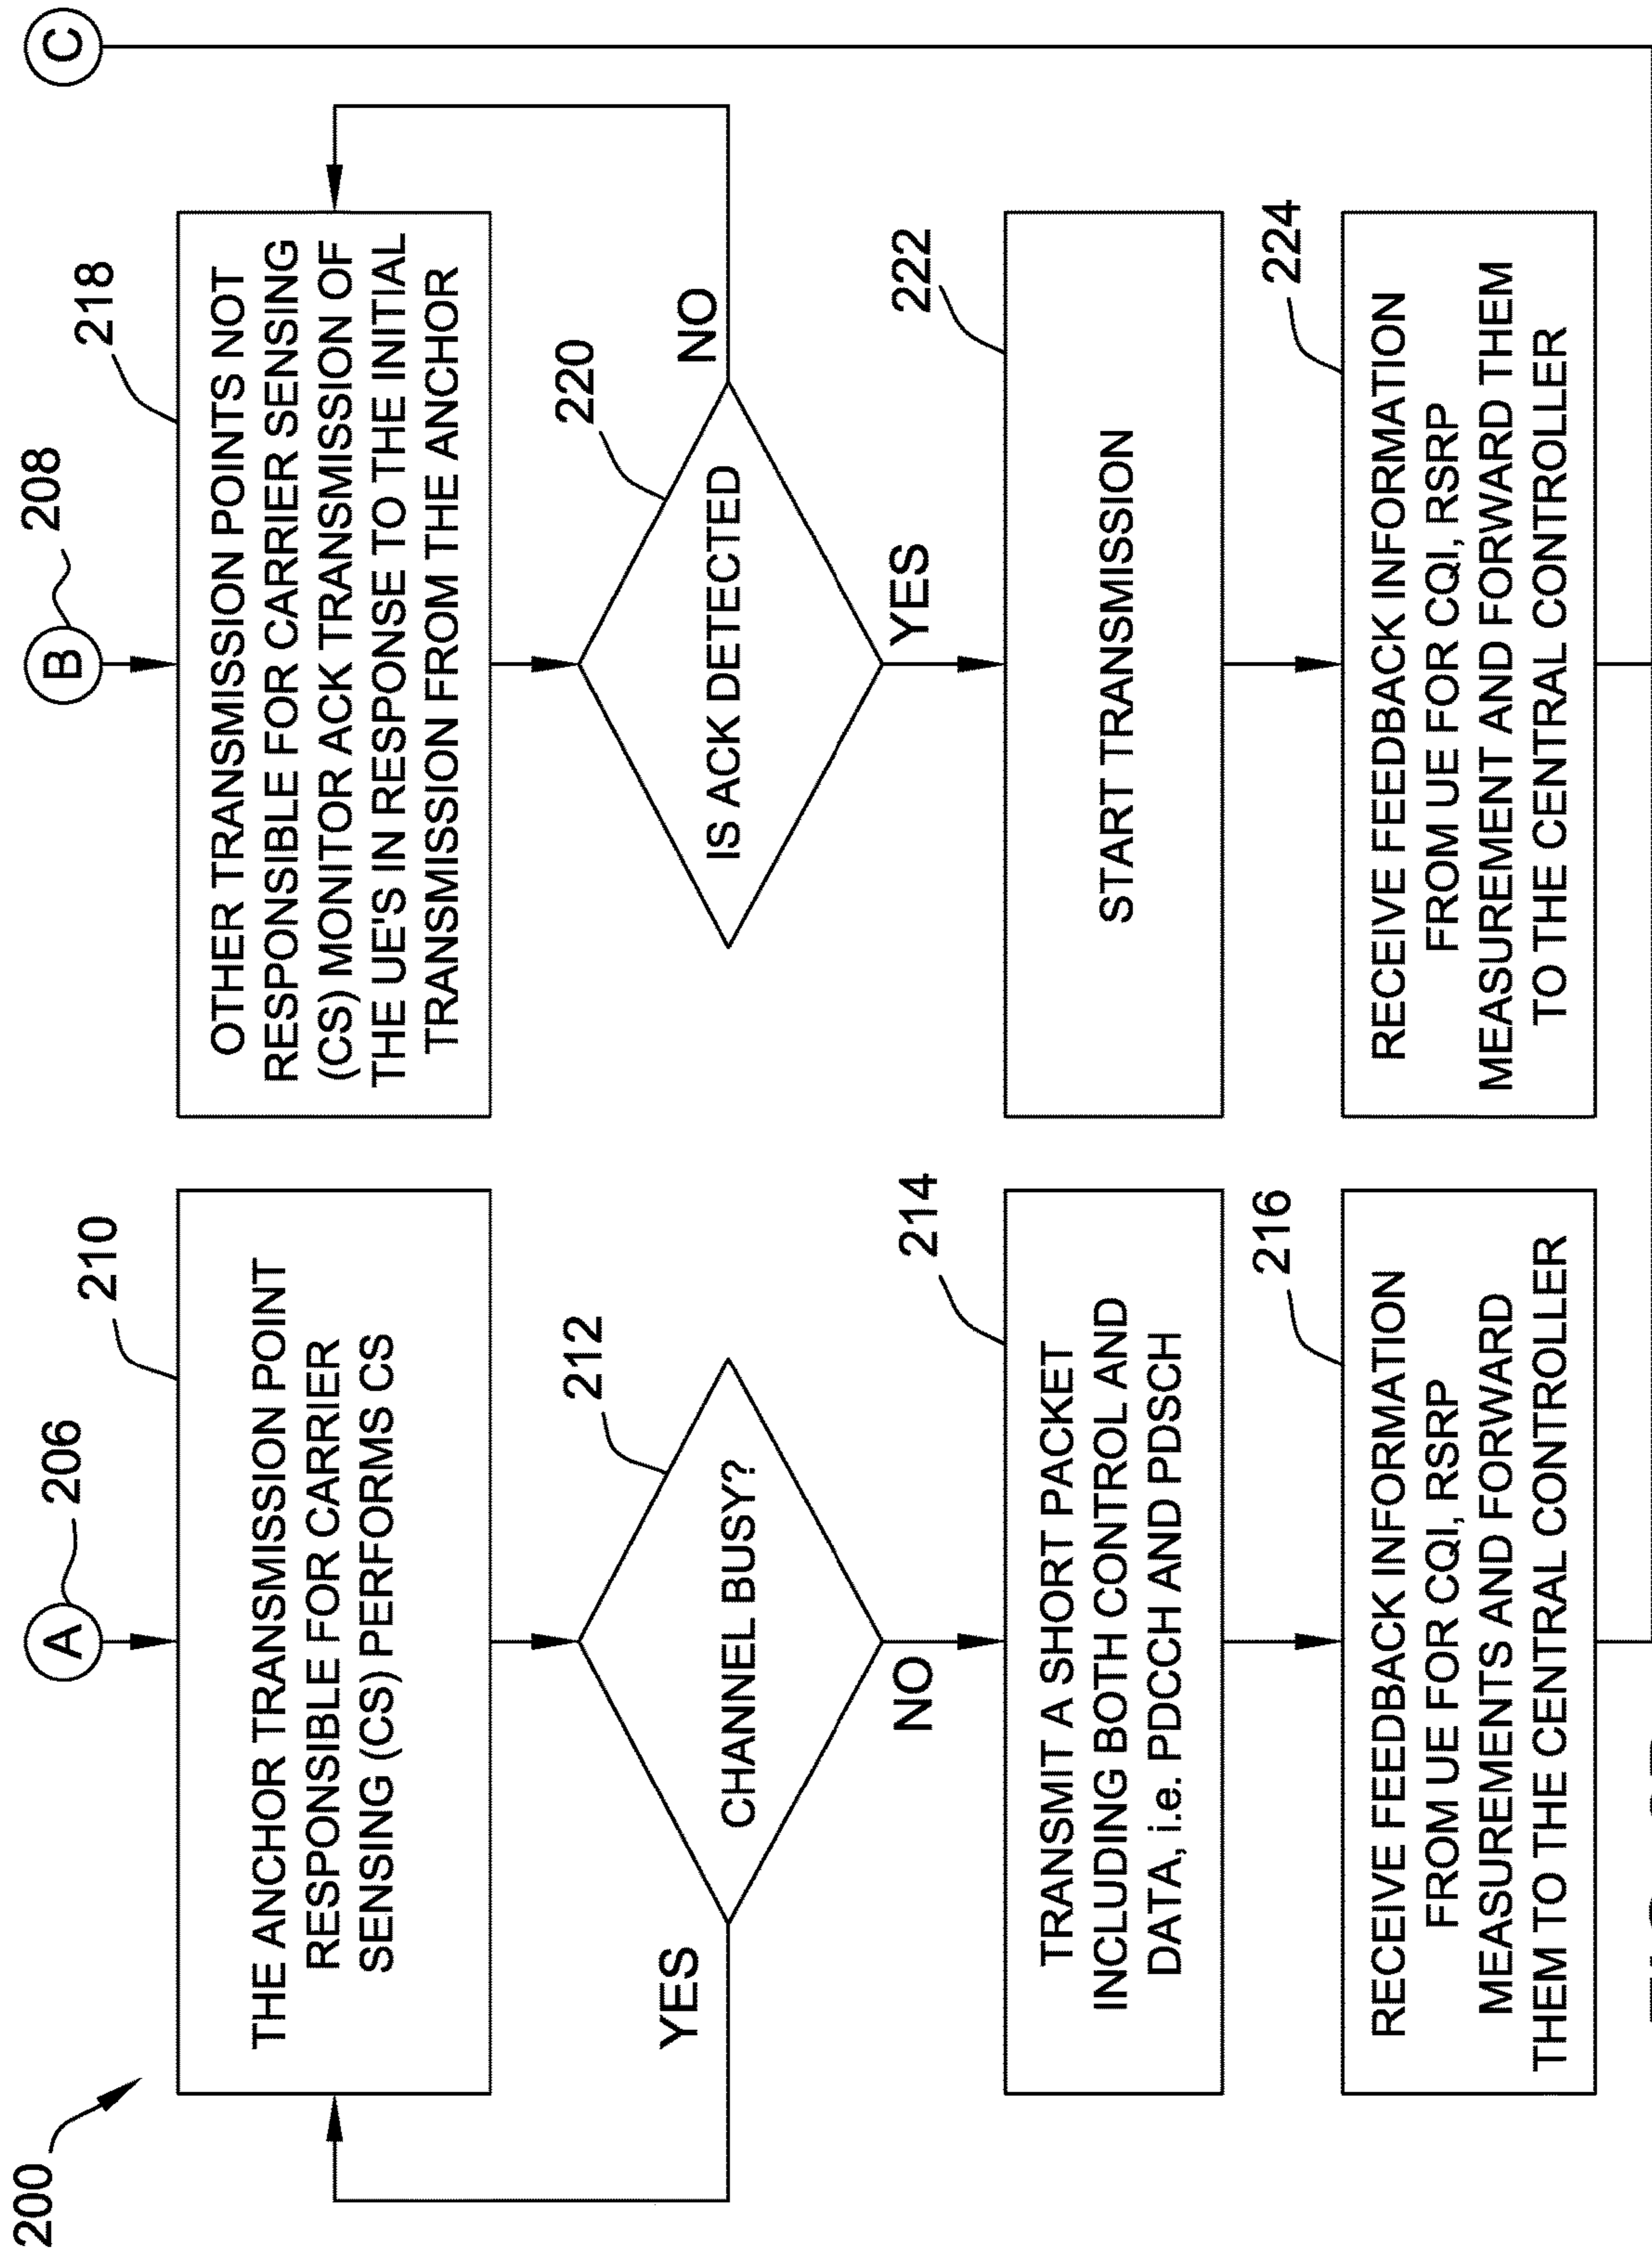 200
A
206
210
THE ANCHOR TRANSMISSION POINT
RESPONSIBLE FOR CARRIER
SENSING (CS) PERFORMS CS
212
CHANNEL BUSY?
YES
NO
214
TRANSMIT A SHORT PACKET
INCLUDING BOTH CONTROL AND
DATA, i.e. PDCCH AND PDSCH
216
RECEIVE FEEDBACK INFORMATION
FROM UE FOR CQI, RSRP
MEASUREMENTS AND FORWARD
THEM TO THE CENTRAL CONTROLLER
B
208
218
OTHER TRANSMISSION POINTS NOT
RESPONSIBLE FOR CARRIER SENSING
(CS) MONITOR ACK TRANSMISSION OF
THE UE'S IN RESPONSE TO THE INITIAL
TRANSMISSION FROM THE ANCHOR
220
IS ACK DETECTED
NO
YES
222
START TRANSMISSION
224
RECEIVE FEEDBACK INFORMATION
FROM UE FOR CQI, RSRP
MEASUREMENT AND FORWARD THEM
TO THE CENTRAL CONTROLLER
C